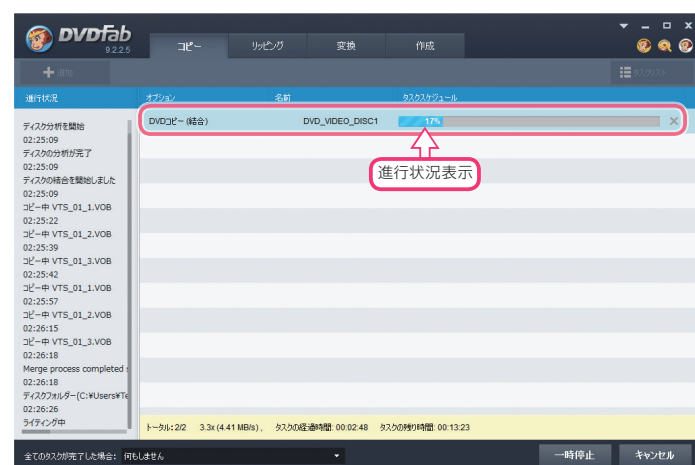 DVDFab
9.2.2.5
コピー
リッピング
変換
作成
追加
タスクリスト
進行状況
オプション
名前
タスクスケジュール
ディスク分析を開始
02:25:09
ディスクの分析が完了
02:25:09
ディスクの結合を開始しました
02:25:09
コピー中 VTS_01_1.VOB
02:25:22
コピー中 VTS_01_2.VOB
02:25:39
コピー中 VTS_01_3.VOB
02:25:42
コピー中 VTS_01_1.VOB
02:25:57
コピー中 VTS_01_2.VOB
02:26:15
コピー中 VTS_01_3.VOB
02:26:18
Merge process completed s
02:26:18
ディスクフォルダー(C:¥Users¥Te
02:26:26
ライティング中
DVDコピー (結合)
DVD_VIDEO_DISC1
17%
進行状況表示
トータル: 2/2 3.3x (4.41 MB/s) , タスクの経過時間: 00:02:48 タスクの残り時間: 00:13:23
全てのタスクが完了した場合: 何もしません
一時停止
キャンセル